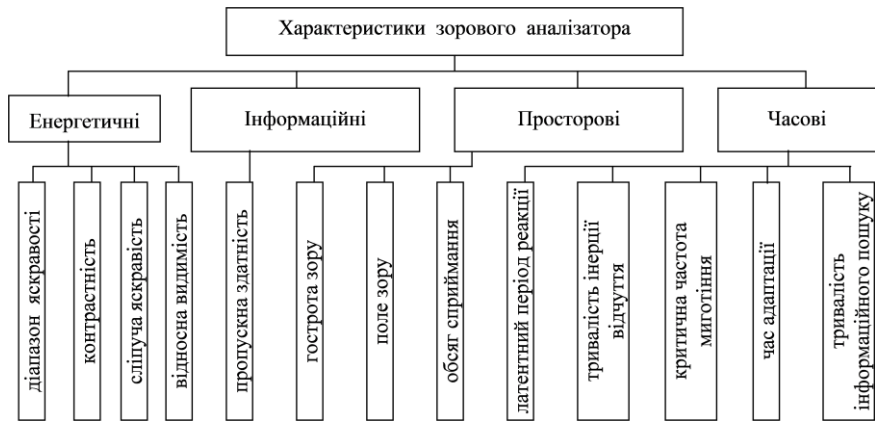 Характеристики зорового аналізатора
Енергетичні
Інформаційні
Просторові
Часові
діапазон яскравості
контрастність
сліпуча яскравість
відносна видимість
пропускна здатність
гострота зору
поле зору
обсяг сприймання
латентний період реакції
тривалість інерції
відчуття
критична частота
миготіння
час адаптації
тривалість
інформаційного пошуку